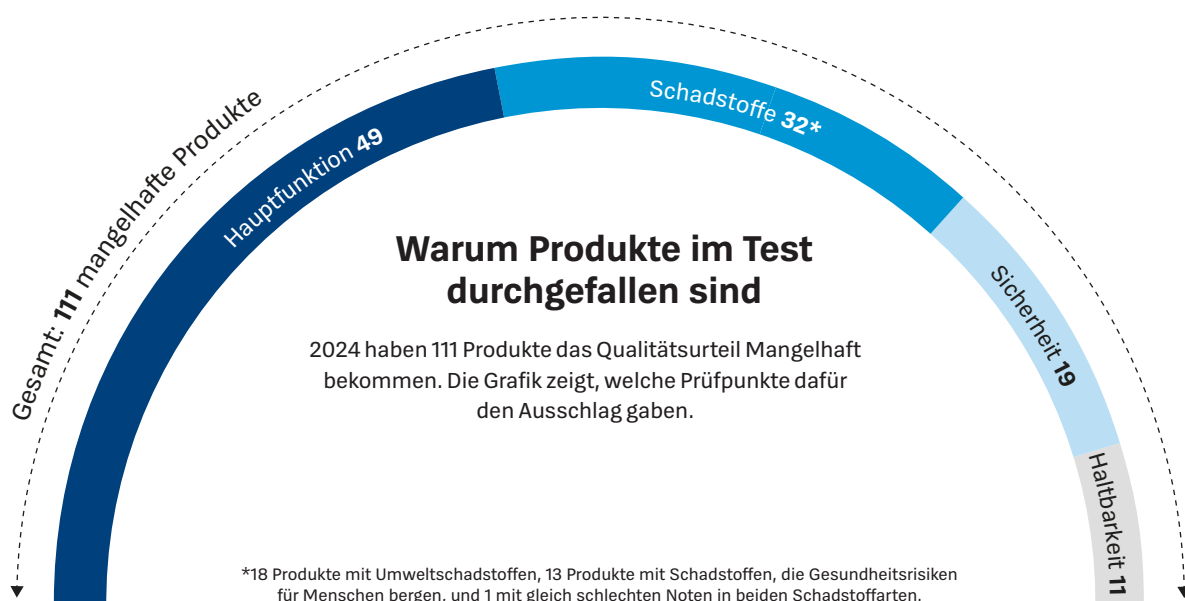 Gesamt: 111 mangelhafte Produkte
Hauptfunktion 49
Schadstoffe 32*
Sicherheit 19
Haltbarkeit 11
Warum Produkte im Test
durchgefallen sind
2024 haben 111 Produkte das Qualitätsurteil Mangelhaft
bekommen. Die Grafik zeigt, welche Prüfpunkte dafür
den Ausschlag gaben.
*18 Produkte mit Umweltschadstoffen, 13 Produkte mit Schadstoffen, die Gesundheitsrisiken
für Menschen bergen, und 1 mit gleich schlechten Noten in beiden Schadstoffarten.